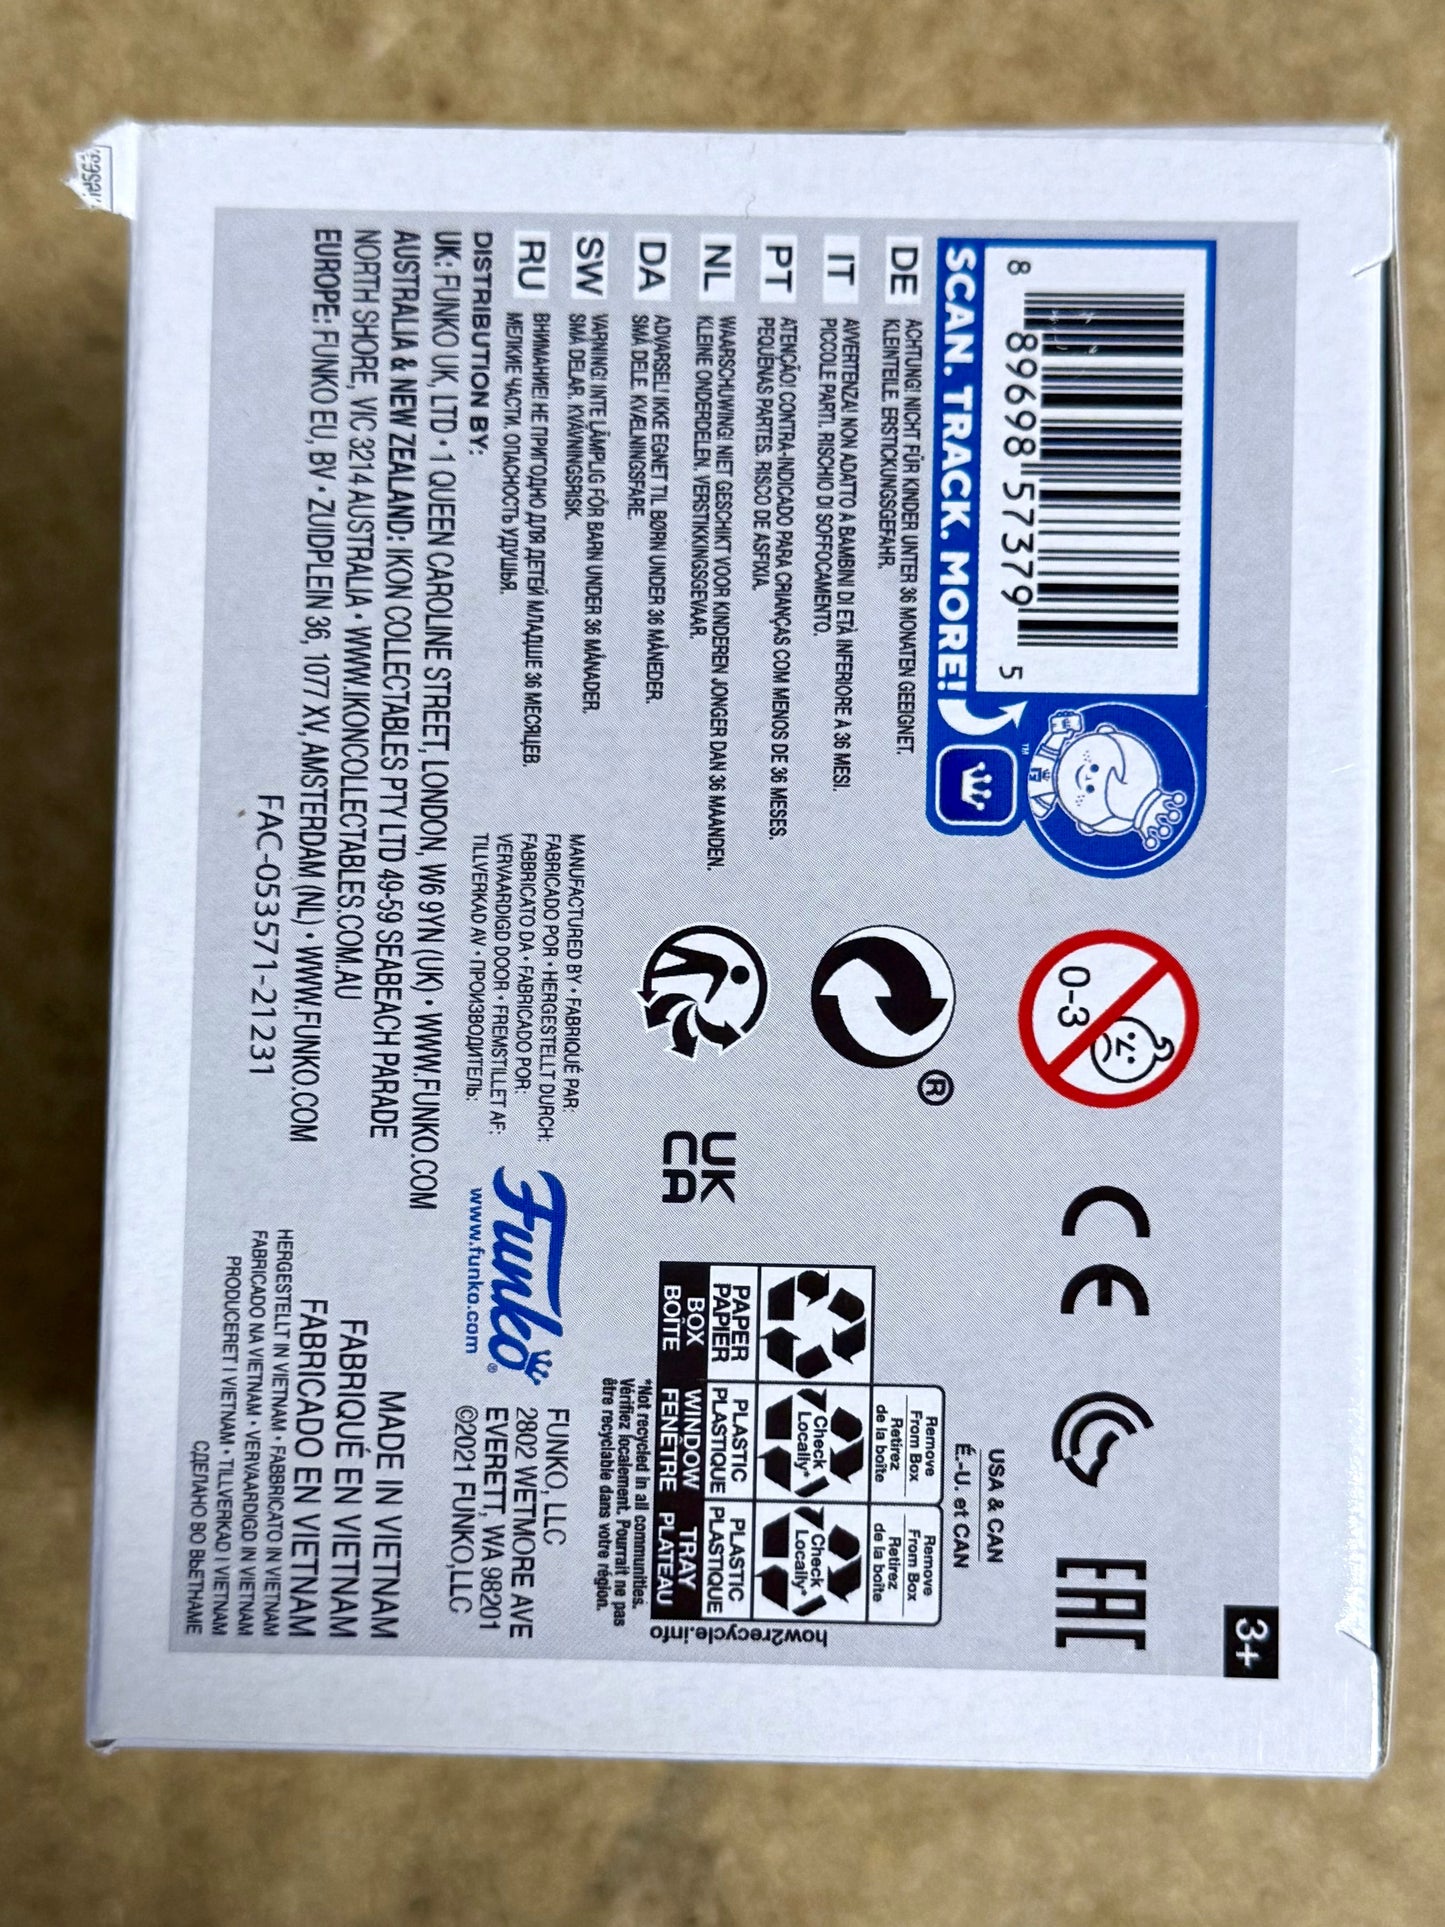 3+
8 89698 57379 5
SCAN. TRACK. MORE!
TM
0-3
CE
EAC
DE
ACHTUNG! NICHT FÜR KINDER UNTER 36 MONATEN GEEIGNET.
KLEINTEILE. ERSTICKUNGSGEFAHR.
IT
AVVERTENZA! NON ADATTO A BAMBINI DI ETÀ INFERIORE A 36 MESI.
PICCOLE PARTI. RISCHIO DI SOFFOCAMENTO.
PT
ATENÇÃO! CONTRA-INDICADO PARA CRIANÇAS COM MENOS DE 36 MESES.
PEQUENAS PARTES. RISCO DE ASFIXIA.
NL
WAARSCHUWING! NIET GESCHIKT VOOR KINDEREN JONGER DAN 36 MAANDEN.
KLEINE ONDERDELEN. VERSTIKKINGSGEVAAR.
DA
ADVARSEL! IKKE EGNET TIL BØRN UNDER 36 MÅNEDER.
SMÅ DELE. KVÆLNINGSFARE.
SW
VARNING! INTE LÄMPLIG FÖR BARN UNDER 36 MÅNADER.
SMÅ DELAR. KVÄVNINGSRISK.
RU
ВНИМАНИЕ! НЕ ПРИГОДНО ДЛЯ ДЕТЕЙ МЛАДШЕ 36 МЕСЯЦЕВ.
МЕЛКИЕ ЧАСТИ. ОПАСНОСТЬ УДУШЬЯ.
®
UK
CA
USA & CAN
É.-U. et CAN
Remove
From Box
Retirez
de la boîte
Remove
From Box
Retirez
de la boîte
Check
Locally*
Check
Locally*
PAPER
PAPIER
PLASTIC
PLASTIQUE
PLASTIC
PLASTIQUE
BOX
BOÎTE
WINDOW
FENÊTRE
TRAY
PLATEAU
how2recycle.info
*Not recycled in all communities.
Vérifiez localement. Pourrait ne pas
être recyclable dans votre région.
DISTRIBUTION BY:
UK: FUNKO UK, LTD • 1 QUEEN CAROLINE STREET, LONDON, W6 9YN (UK) • WWW.FUNKO.COM
AUSTRALIA & NEW ZEALAND: IKON COLLECTABLES PTY LTD 49-59 SEABEACH PARADE
NORTH SHORE, VIC 3214 AUSTRALIA • WWW.IKONCOLLECTABLES.COM.AU
EUROPE: FUNKO EU, BV • ZUIDPLEIN 36, 1077 XV, AMSTERDAM (NL) • WWW.FUNKO.COM
FAC-053571-21231
MANUFACTURED BY • FABRIQUÉ PAR:
FABRICADO POR • HERGESTELLT DURCH:
FABBRICATO DA • FABRICADO POR:
VERVAARDIGD DOOR • FREMSTILLET AF:
TILLVERKAD AV • ПРОИЗВОДИТЕЛЬ:
Funko®
www.funko.com
FUNKO, LLC
2802 WETMORE AVE
EVERETT, WA 98201
©2021 FUNKO,LLC
MADE IN VIETNAM
FABRIQUÉ EN VIETNAM
FABRICADO EN VIETNAM
HERGESTELLT IN VIETNAM • FABBRICATO IN VIETNAM
FABRICADO NA VIETNAM • VERVAARDIGD IN VIETNAM
PRODUCERET I VIETNAM • TILLVERKAD I VIETNAM
СДЕЛАНО ВО ВЬЕТНАМЕ